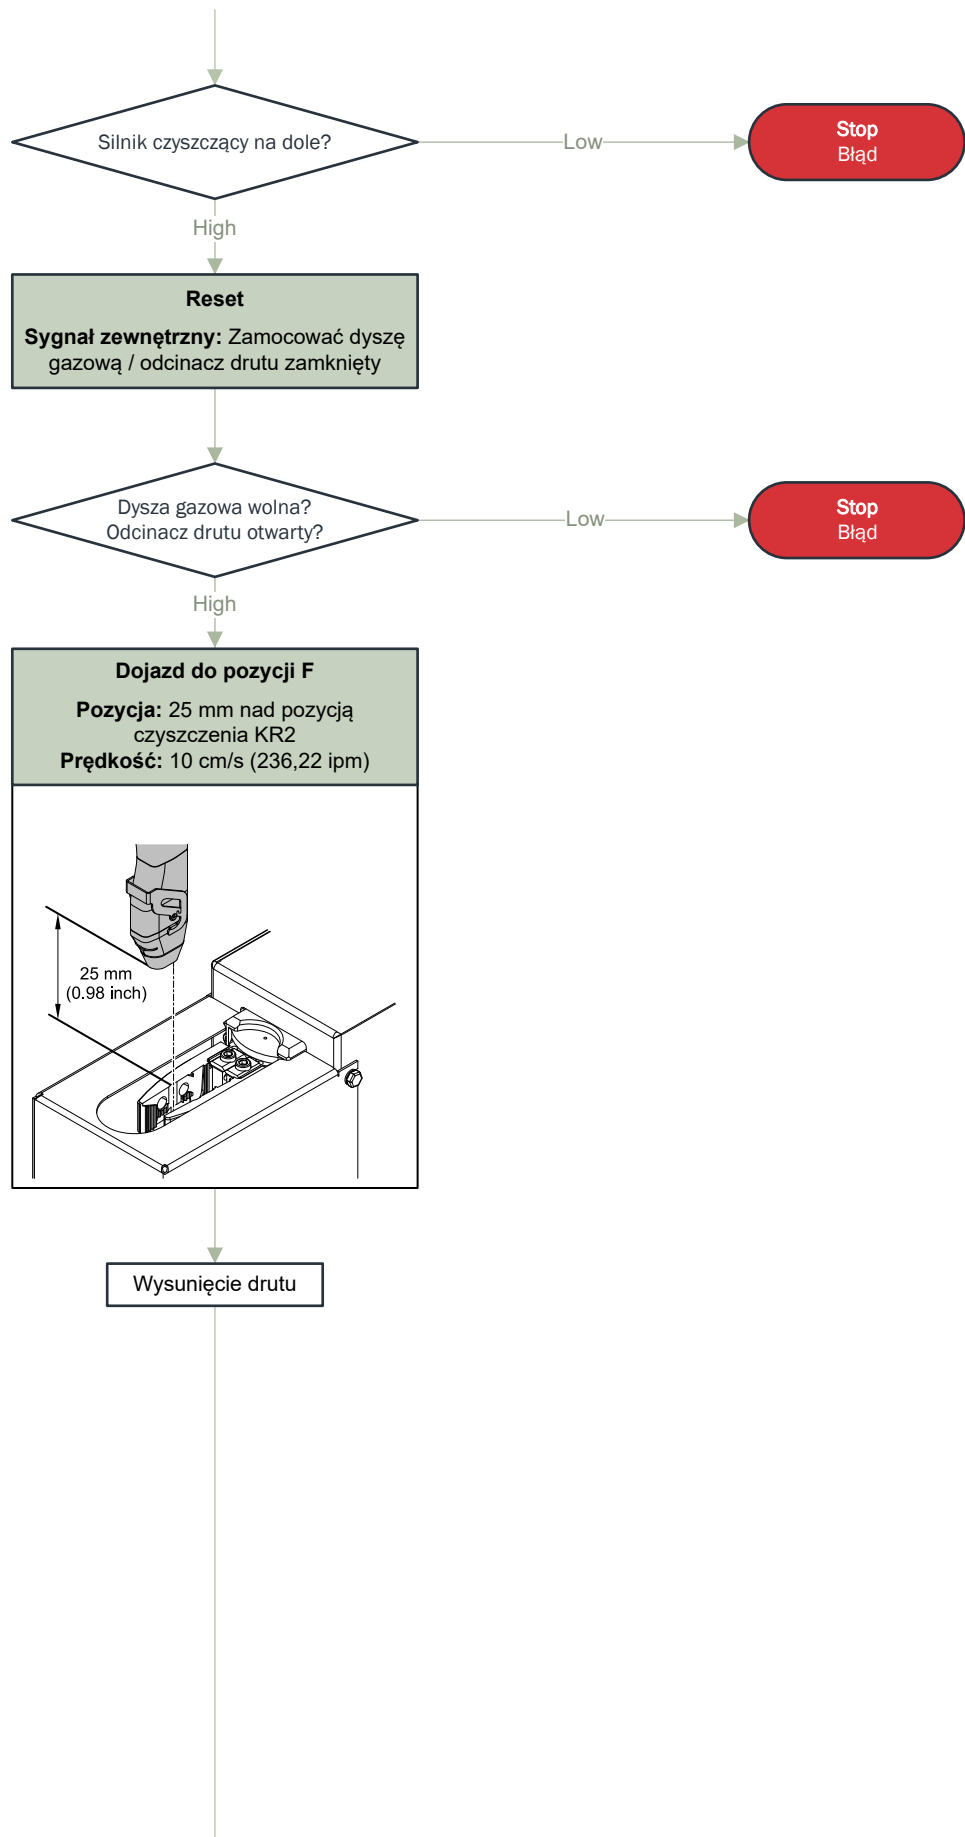 Silnik czyszczący na dole?
Low
Stop
Błąd
High
Reset
Sygnał zewnętrzny: Zamocować dyszę
gazową / odcinacz drutu zamknięty
Dysza gazowa wolna?
Odcinacz drutu otwarty?
Low
Stop
Błąd
High
Dojazd do pozycji F
Pozycja: 25 mm nad pozycją
czyszczenia KR2
Prędkość: 10 cm/s (236,22 ipm)
25 mm
(0.98 inch)
Wysunięcie drutu